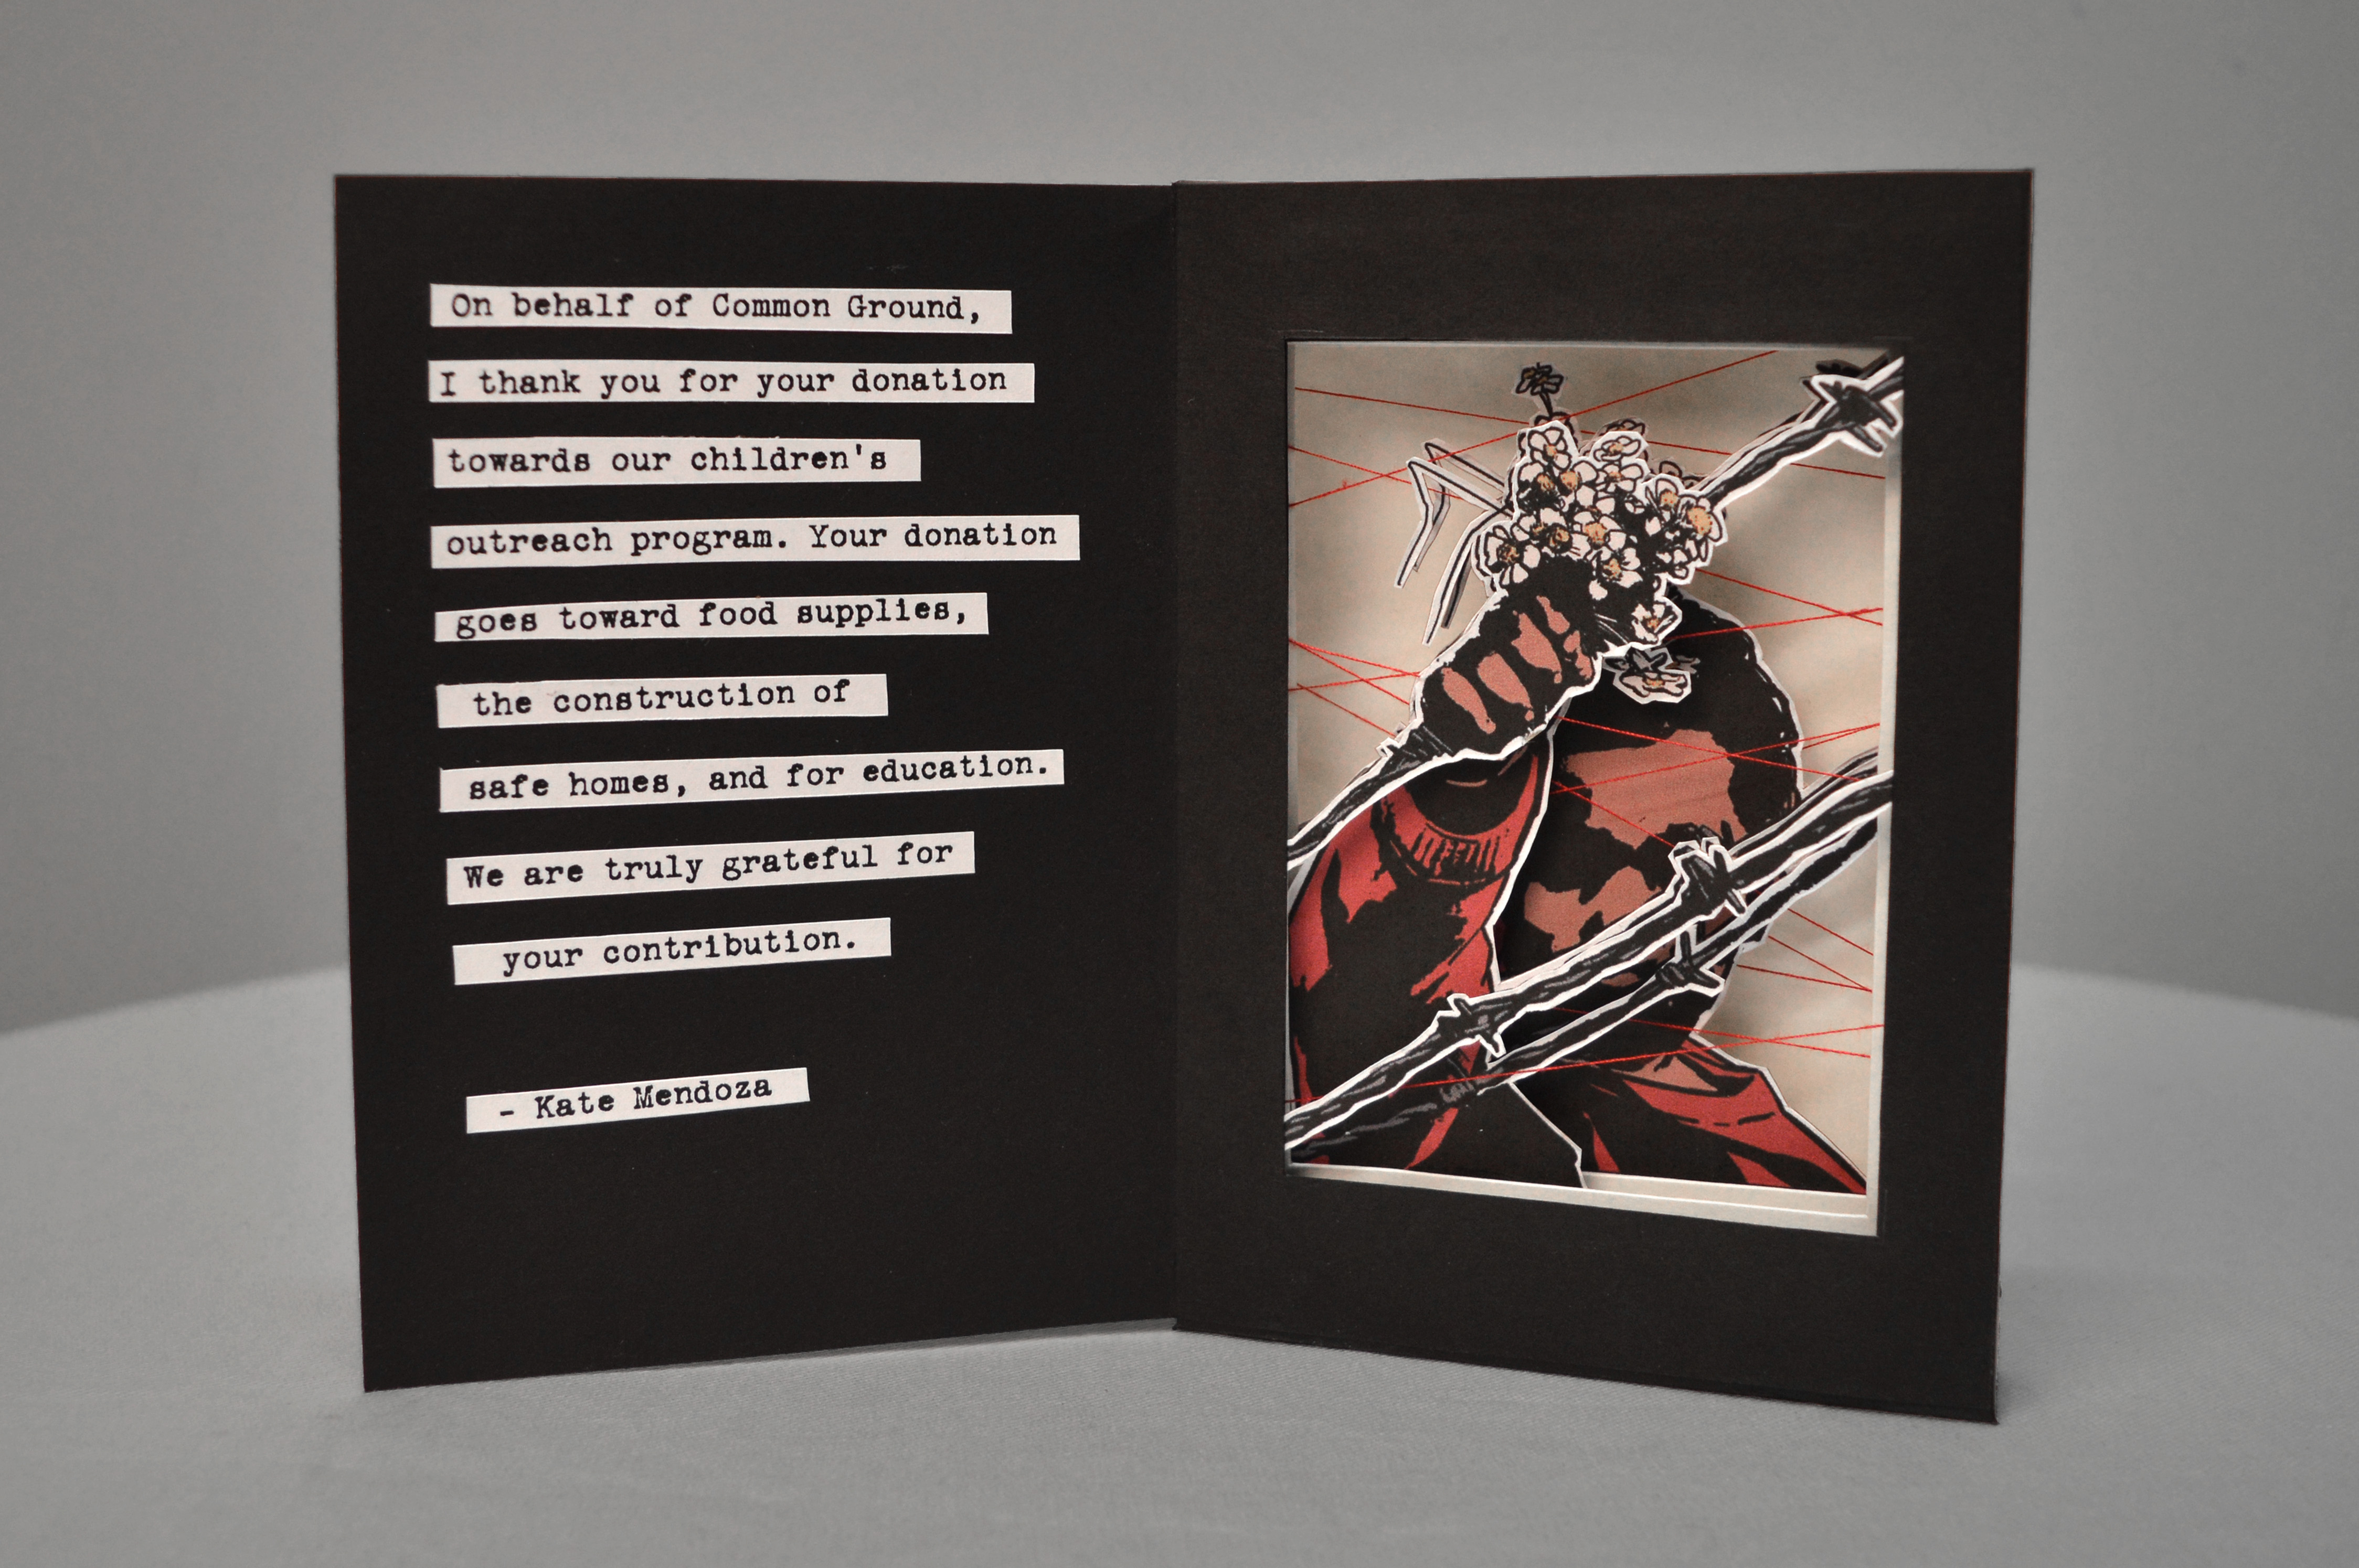 On behalf of Common Ground,
I thank you for your donation
towards our children's
outreach program. Your donation
goes toward food supplies,
the construction of
safe homes, and for education.
We are truly grateful for
your contribution.
- Kate Mendoza